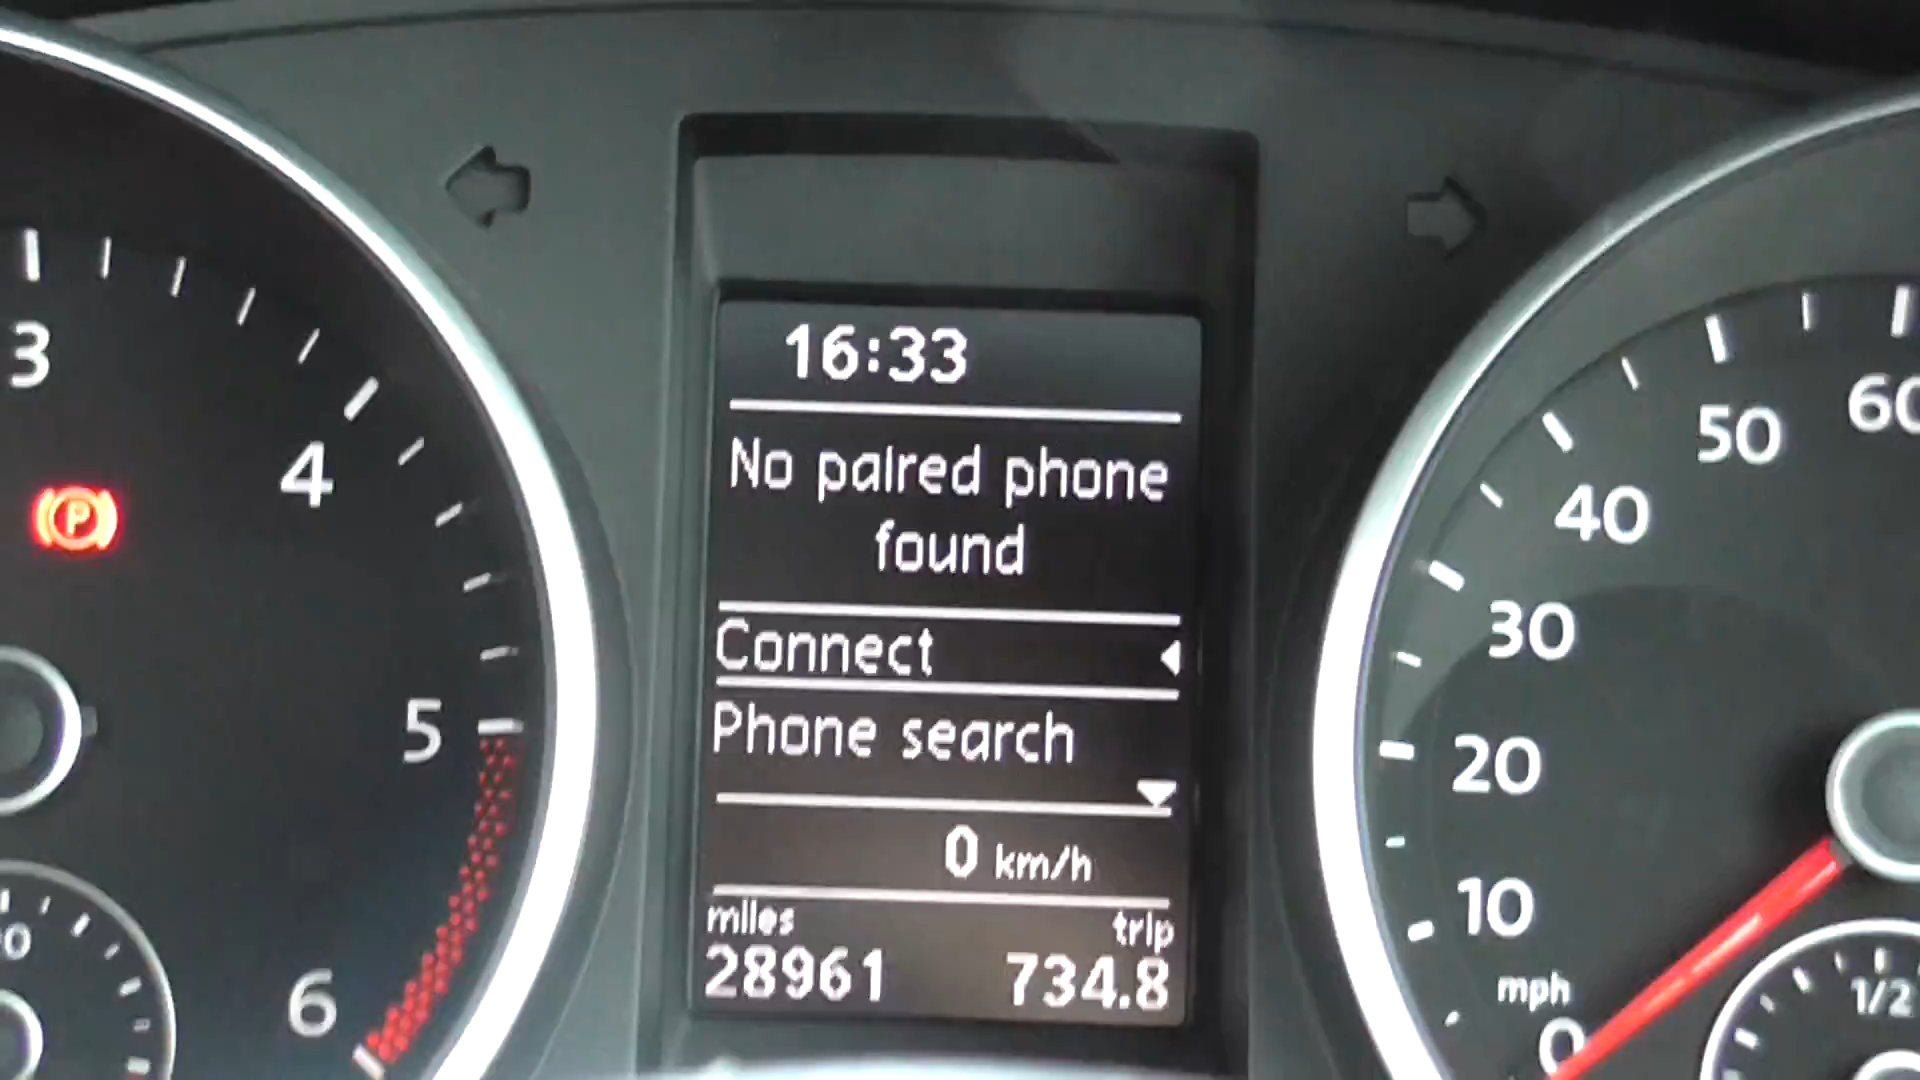 16:33
No paired phone
found
Connect
Phone search
0 km/h
miles trip
28961 734.8
3
4
5
6
P
60
50
40
30
20
10
mph
0
1/2